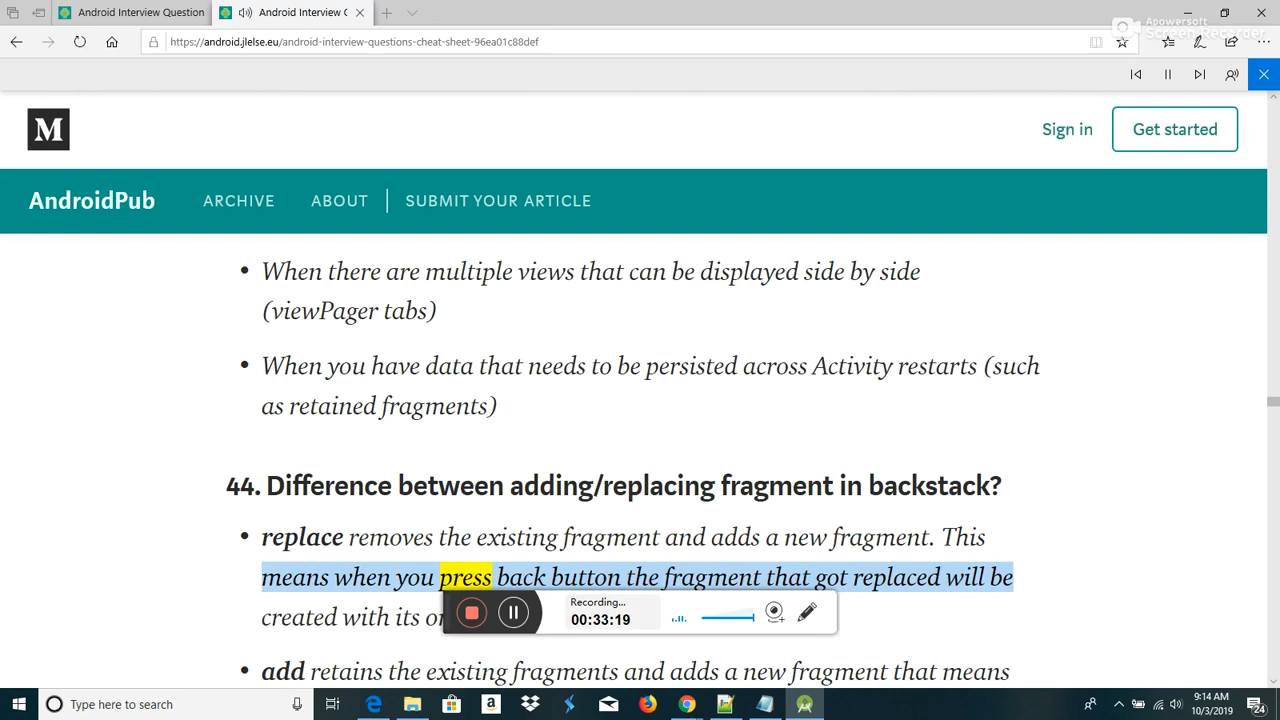 Android Interview Question
Android Interview C
Apowersoft
Screen Recorder
https://android.jlelse.eu/android-interview-questions-cheat-sheet-96ea01c88def
M
Sign in
Get started
AndroidPub
ARCHIVE
ABOUT
SUBMIT YOUR ARTICLE
• When there are multiple views that can be displayed side by side
(viewPager tabs)
• When you have data that needs to be persisted across Activity restarts (such
as retained fragments)
44. Difference between adding/replacing fragment in backstack?
• replace removes the existing fragment and adds a new fragment. This
means when you press back button the fragment that got replaced will be
created with its
Recording...
00:33:19
• add retains the existing fragments and adds a new fragment that means
Type here to search
9:14 AM
10/3/2019
24